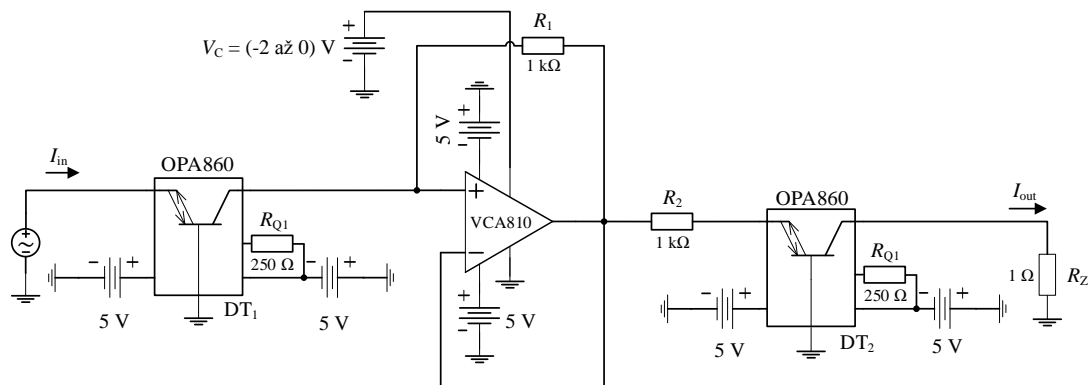 R1
+
VC = (-2 až 0) V
-
1 kΩ
+
5 V
-
Iin
OPA860
OPA860
Iout
+
R2
RQ1
VCA810
1 kΩ
RQ1
- +
250 Ω
- +
-
1 Ω
RZ
- +
250 Ω
- +
+
5 V
DT1
5 V
5 V
-
5 V
DT2
5 V